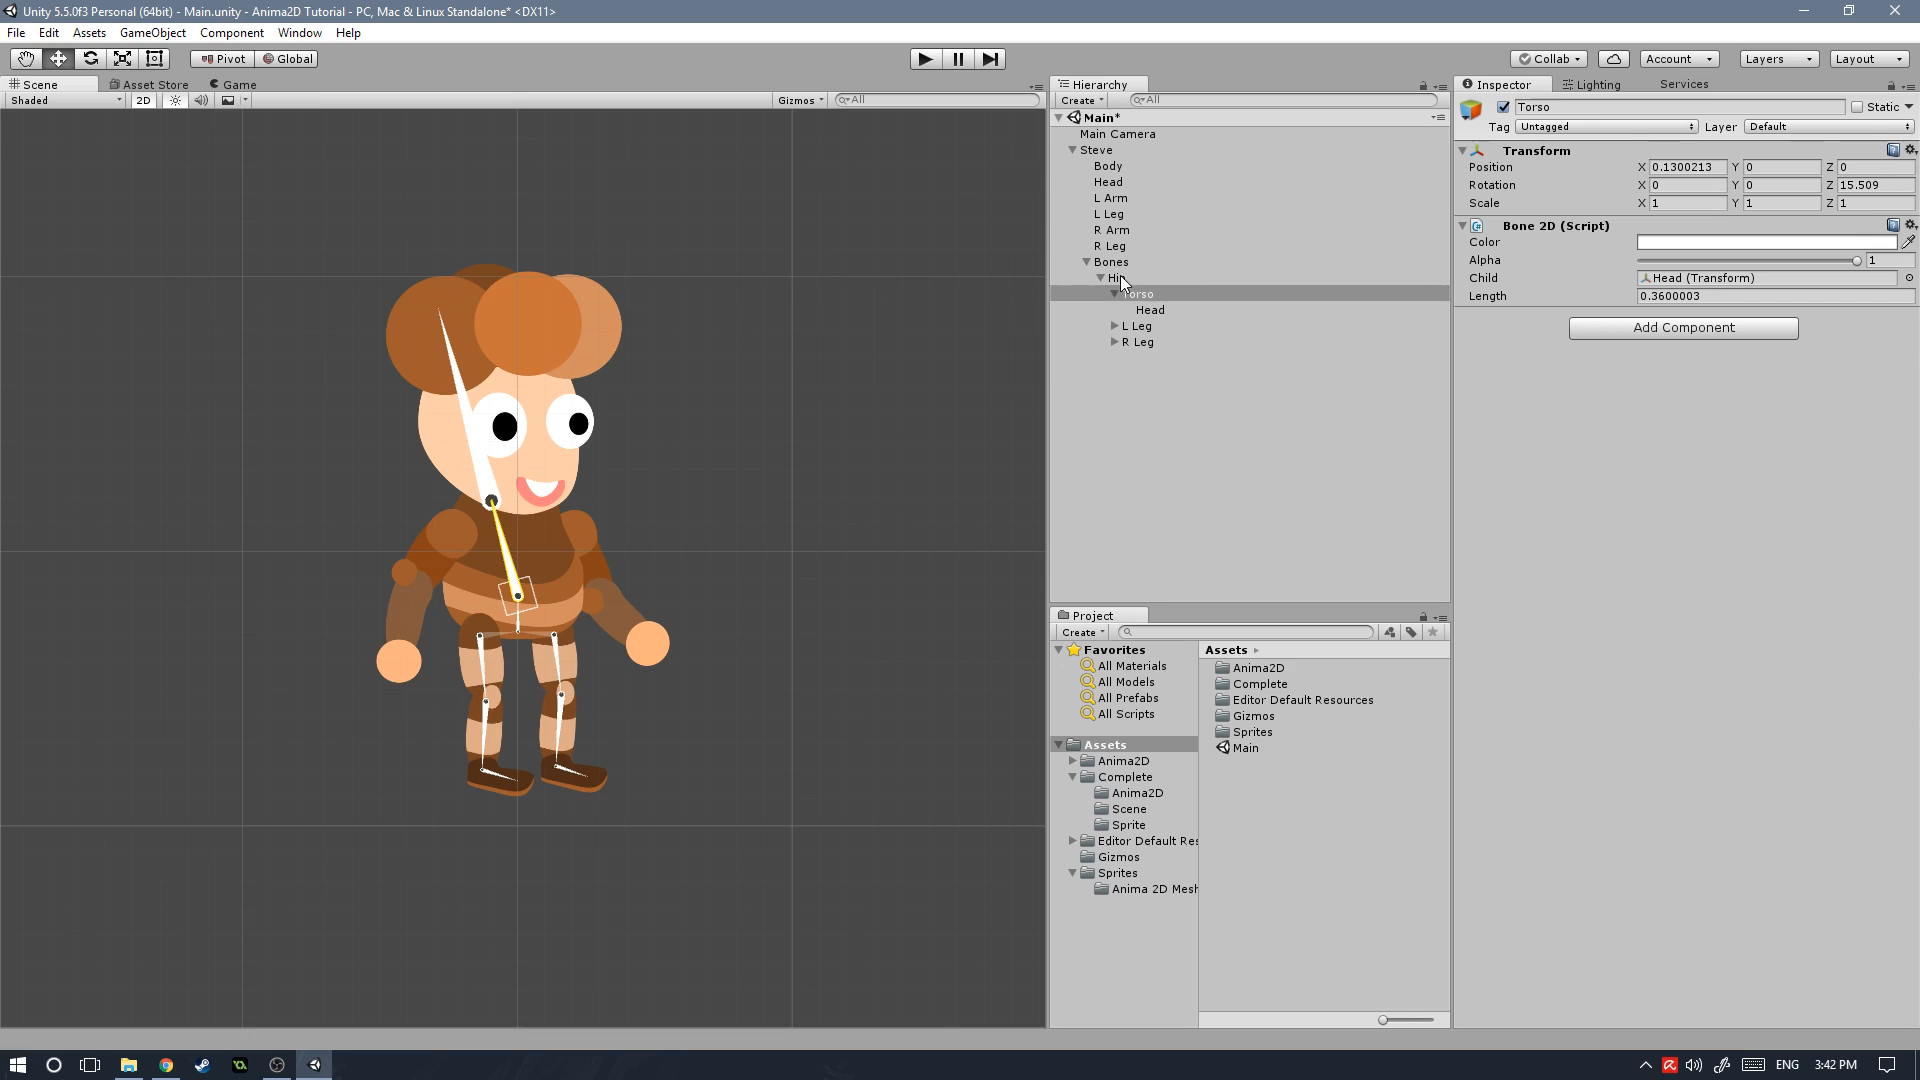 Unity 5.5.0f3 Personal (64bit) - Main.unity - Anima2D Tutorial - PC, Mac & Linux Standalone* <DX11>
File Edit Assets GameObject Component Window Help
Pivot Global Collab Account Layers Layout
Scene Asset Store Game
Shaded 2D Gizmos All
Hierarchy
Create All
Main*
Main Camera
Steve
Body
Head
L Arm
L Leg
R Arm
R Leg
Bones
Torso
Head
L Leg
R Leg
Project
Create
Favorites
All Materials
All Models
All Prefabs
All Scripts
Assets
Anima2D
Complete
Anima2D
Scene
Sprite
Editor Default Res
Gizmos
Sprites
Anima 2D Mesh
Assets
Anima2D
Complete
Editor Default Resources
Gizmos
Sprites
Main
Inspector Lighting Services
Torso Static
Tag Untagged Layer Default
Transform
Position X 0.1300213 Y 0 Z 0
Rotation X 0 Y 0 Z 15.509
Scale X 1 Y 1 Z 1
Bone 2D (Script)
Color
Alpha 1
Child Head (Transform)
Length 0.3600003
Add Component
ENG 3:42 PM